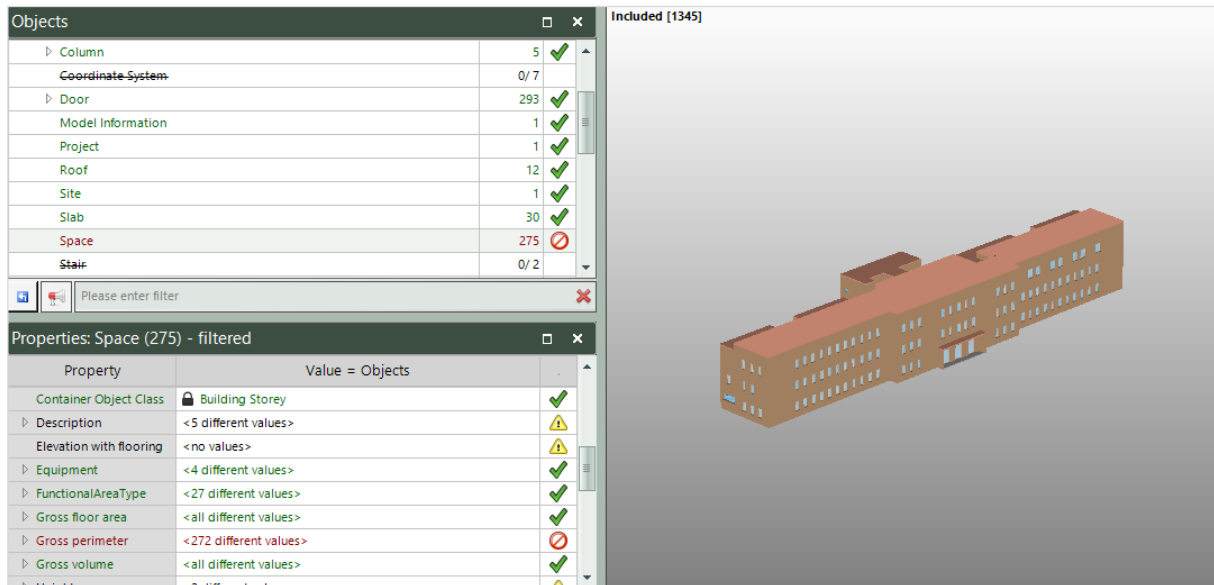 Objects
Included [1345]
Column 5
Coordinate System 0/ 7
Door 293
Model Information 1
Project 1
Roof 12
Site 1
Slab 30
Space 275
Stair 0/ 2
Please enter filter
Properties: Space (275) - filtered
Property Value = Objects .
Container Object Class Building Storey
Description <5 different values>
Elevation with flooring <no values>
Equipment <4 different values>
FunctionalAreaType <27 different values>
Gross floor area <all different values>
Gross perimeter <272 different values>
Gross volume <all different values>